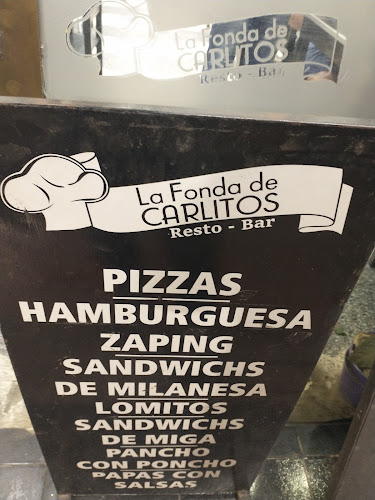 La Fonda de
CARLITOS
Resto - Bar
La Fonda de
CARLITOS
Resto - Bar
PIZZAS
HAMBURGUESA
ZAPING
SANDWICHS
DE MILANESA
LOMITOS
SANDWICHS
DE MIGA
PANCHO
CON PONCHO
PAPAS CON
SALSAS